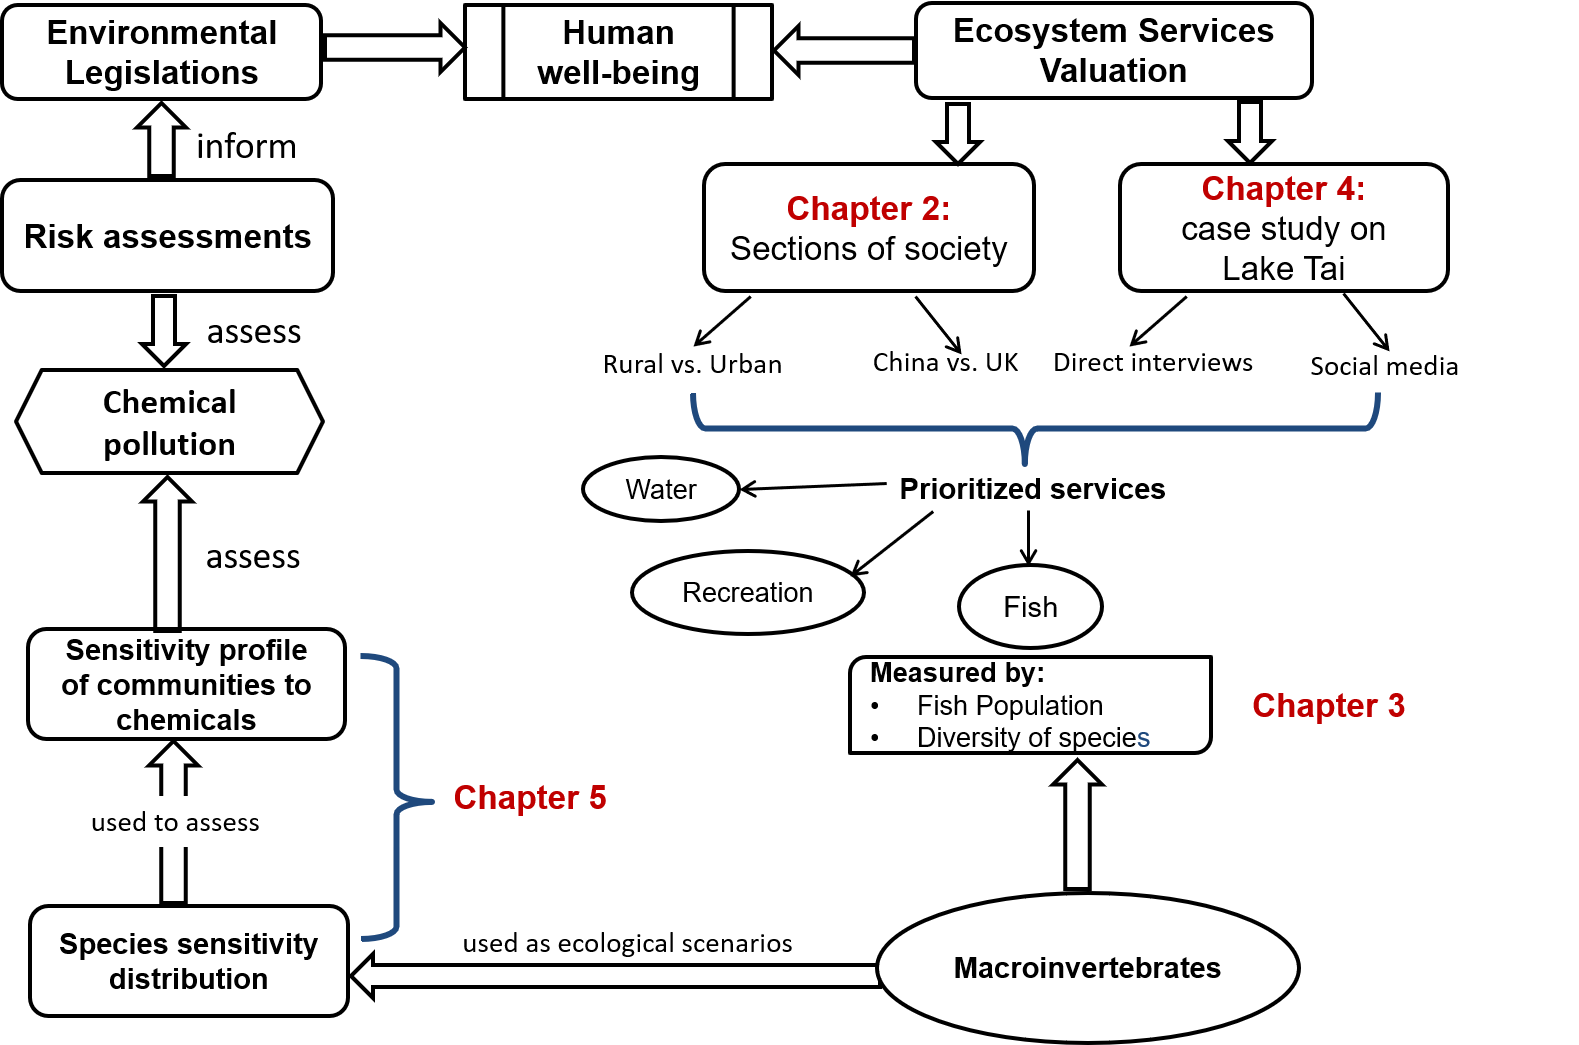 Environmental
Legislations
Human
well-being
Ecosystem Services
Valuation
inform
Risk assessments
Chapter 2:
Sections of society
Chapter 4:
case study on
Lake Tai
assess
Rural vs. Urban
China vs. UK
Direct interviews
Social media
Chemical
pollution
Prioritized services
Water
Recreation
Fish
assess
Sensitivity profile
of communities to
chemicals
Measured by:
• Fish Population
• Diversity of species
Chapter 3
Chapter 5
used to assess
Species sensitivity
distribution
used as ecological scenarios
Macroinvertebrates